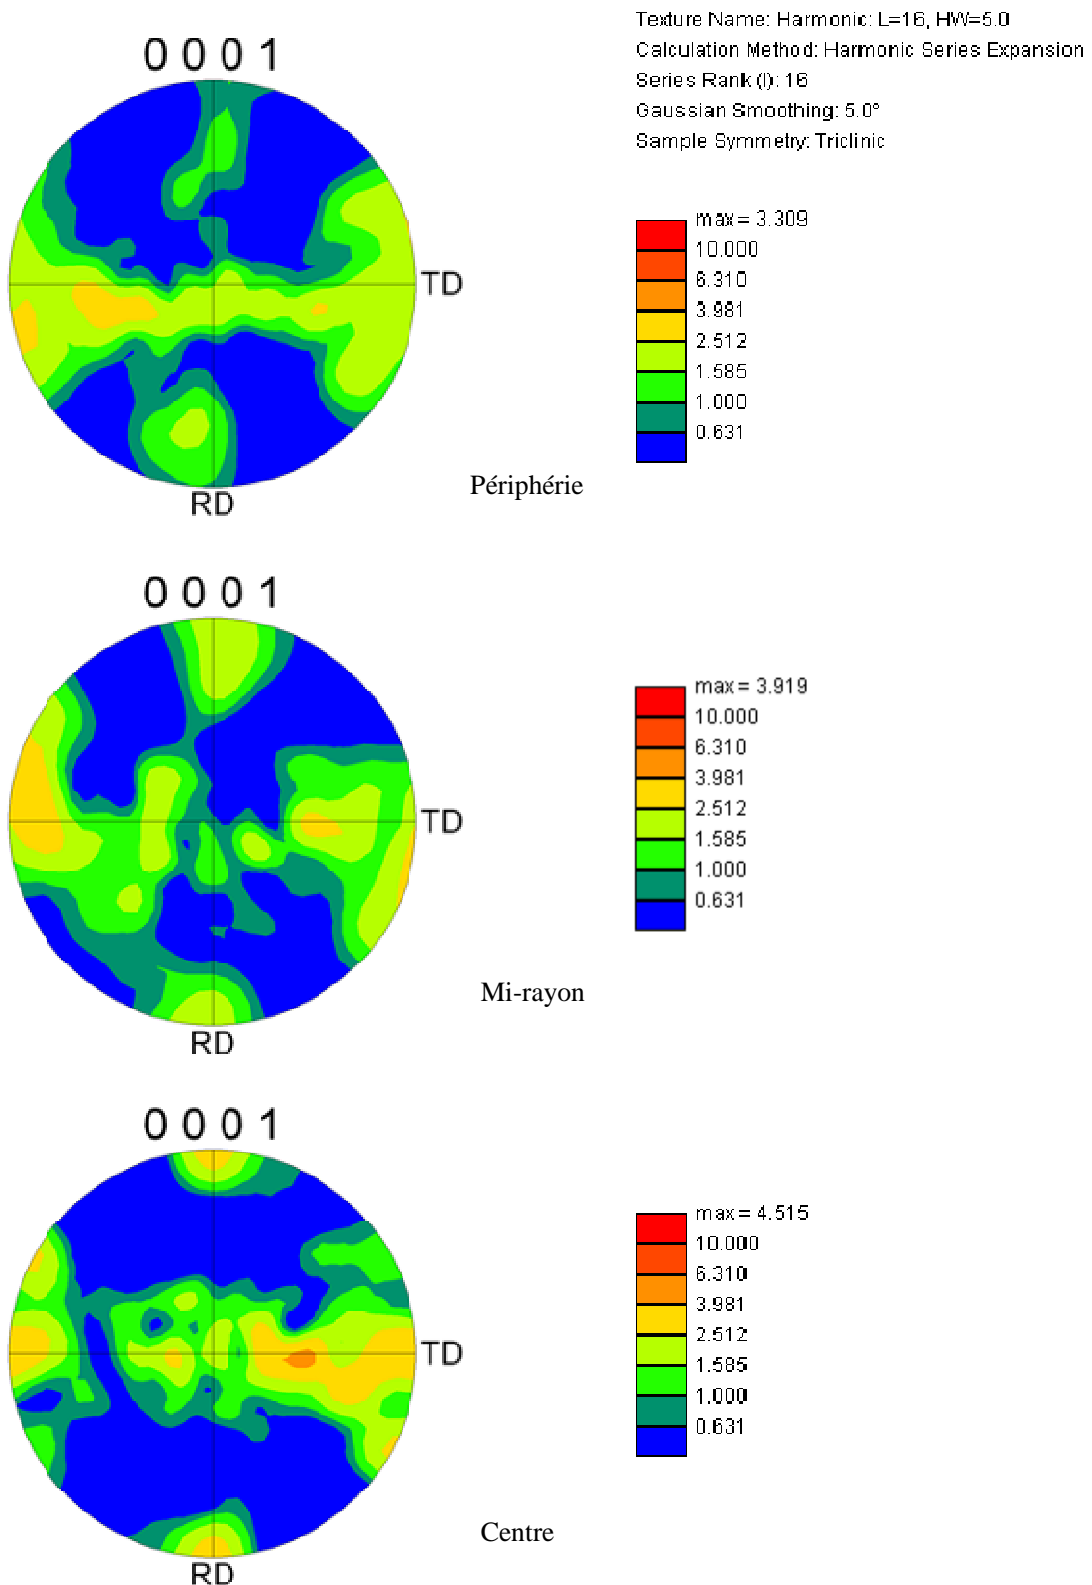 Texture Name: Harmonic: L=16, HW=5.0
Calculation Method: Harmonic Series Expansion
Series Rank (l): 16
Gaussian Smoothing: 5.0°
Sample Symmetry: Triclinic
0 0 0 1
TD
RD
max = 3.309
10.000
6.310
3.981
2.512
1.585
1.000
0.631
Périphérie
0 0 0 1
TD
RD
max = 3.919
10.000
6.310
3.981
2.512
1.585
1.000
0.631
Mi-rayon
0 0 0 1
TD
RD
max = 4.515
10.000
6.310
3.981
2.512
1.585
1.000
0.631
Centre